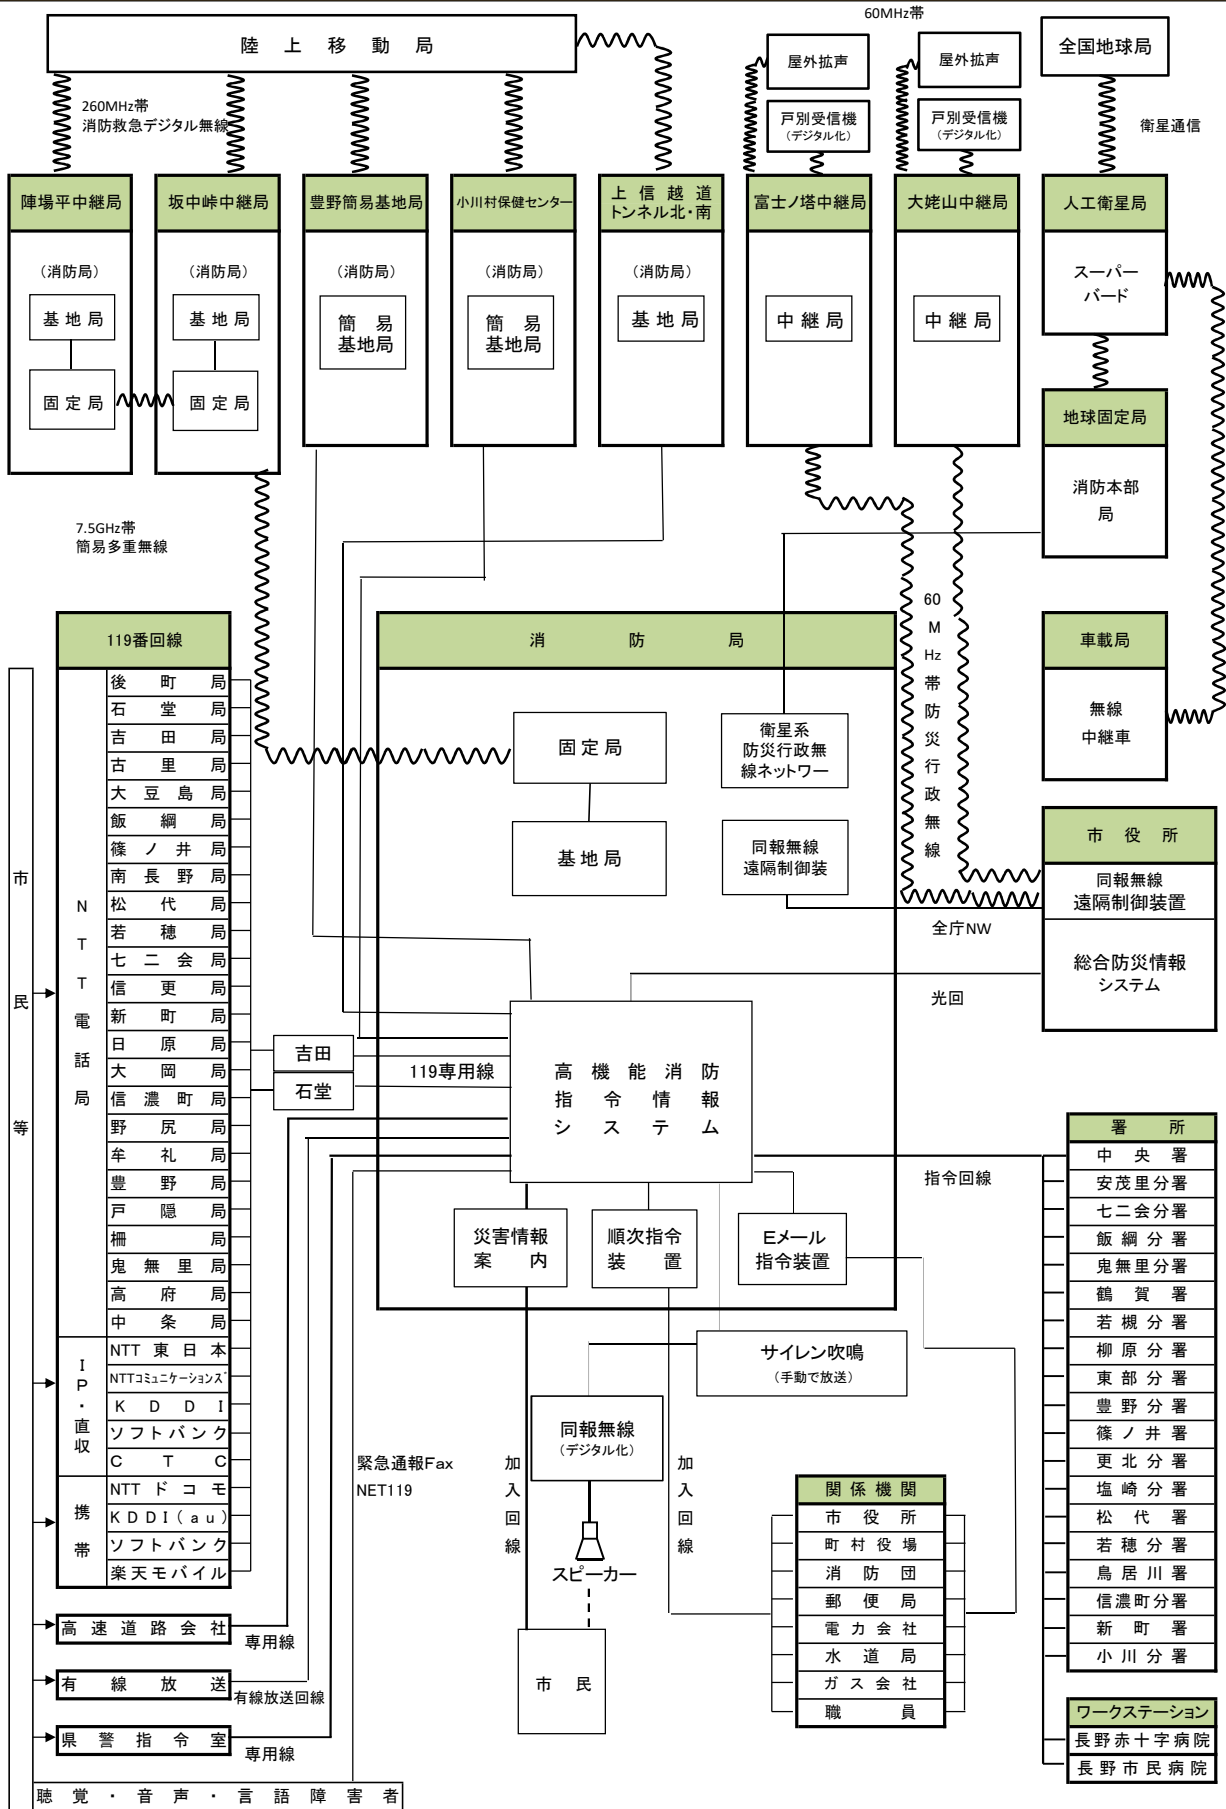 60MHz帯
陸上移動局
屋外拡声
屋外拡声
全国地球局
260MHz帯
消防救急デジタル無線
戸別受信機
(デジタル化)
戸別受信機
(デジタル化)
衛星通信
陣場平中継局
坂中峠中継局
豊野簡易基地局
小川村保健センター
上信越道
トンネル北・南
富士ノ塔中継局
大姥山中継局
人工衛星局
(消防局)
(消防局)
(消防局)
(消防局)
(消防局)
スーパー
バード
基地局
基地局
簡易
基地局
簡易
基地局
基地局
中継局
中継局
固定局
固定局
地球固定局
消防本部
局
7.5GHz帯
簡易多重無線
60MHz帯防災行政無線
119番回線
消防局
車載局
無線
中継車
市民等
NTT電話局
後町局
石堂局
吉田局
古里局
大豆島局
飯綱局
篠ノ井局
南長野局
松代局
若穂局
七二会局
信更局
新町局
日原局
大岡局
信濃町局
野尻局
牟礼局
豊野局
戸隠局
柵局
鬼無里局
高府局
中条局
IP・直収
NTT東日本
NTTコミュニケーションズ
KDDI
ソフトバンク
CTC
携帯
NTTドコモ
KDDI(au)
ソフトバンク
楽天モバイル
高速道路会社
専用線
有線放送
有線放送回線
県警指令室
専用線
聴覚・音声・言語障害者
吉田
石堂
119専用線
固定局
基地局
衛星系
防災行政無
線ネットワー
同報無線
遠隔制御装
市役所
同報無線
遠隔制御装置
総合防災情報
システム
全庁NW
光回
高機能消防
指令情報
システム
災害情報
案内
順次指令
装置
Eメール
指令装置
指令回線
サイレン吹鳴
(手動で放送)
同報無線
(デジタル化)
緊急通報Fax
NET119
加入回線
加入回線
スピーカー
市民
関係機関
市役所
町村役場
消防団
郵便局
電力会社
水道局
ガス会社
職員
署所
中央署
安茂里分署
七二会分署
飯綱分署
鬼無里分署
鶴賀署
若槻分署
柳原分署
東部分署
豊野分署
篠ノ井署
更北分署
塩崎分署
松代署
若穂分署
鳥居川署
信濃町分署
新町署
小川分署
ワークステーション
長野赤十字病院
長野市民病院